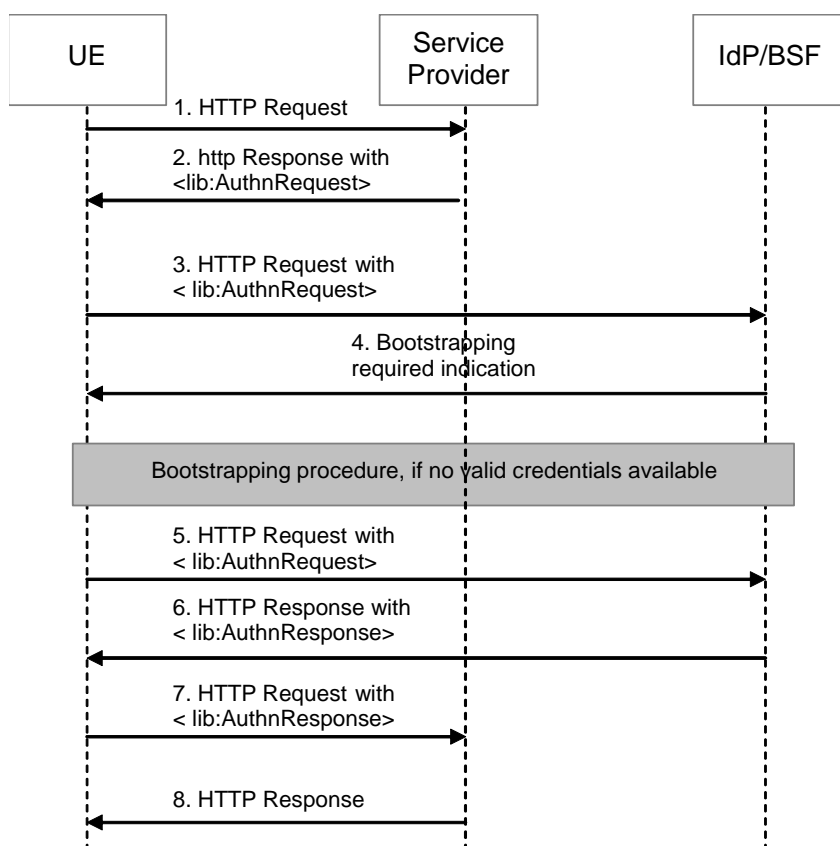 UE
Service
Provider
IdP/BSF
1. HTTP Request
2. http Response with
<lib:AuthnRequest>
3. HTTP Request with
< lib:AuthnRequest>
4. Bootstrapping
required indication
Bootstrapping procedure, if no valid credentials available
5. HTTP Request with
< lib:AuthnRequest>
6. HTTP Response with
< lib:AuthnResponse>
7. HTTP Request with
< lib:AuthnResponse>
8. HTTP Response